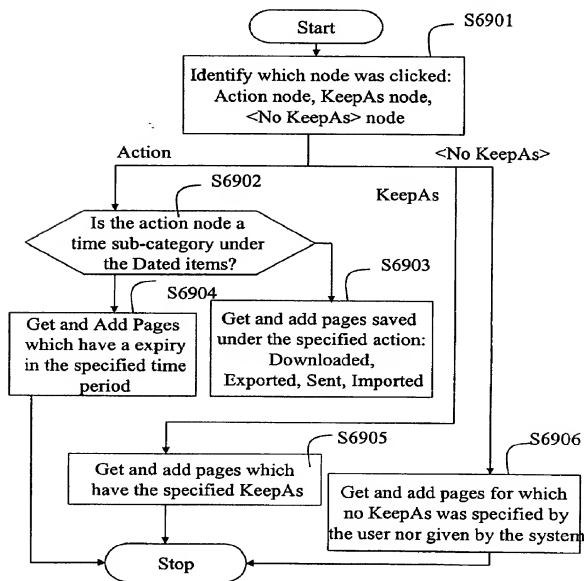 Start
S6901
Identify which node was clicked:
Action node, KeepAs node,
<No KeepAs> node
Action
<No KeepAs>
KeepAs
S6902
Is the action node a
time sub-category under
the Dated items?
S6903
S6904
Get and Add Pages
which have a expiry
in the specified time
period
Get and add pages saved
under the specified action:
Downloaded,
Exported, Sent, Imported
S6905
Get and add pages which
have the specified KeepAs
S6906
Get and add pages for which
no KeepAs was specified by
the user nor given by the system
Stop